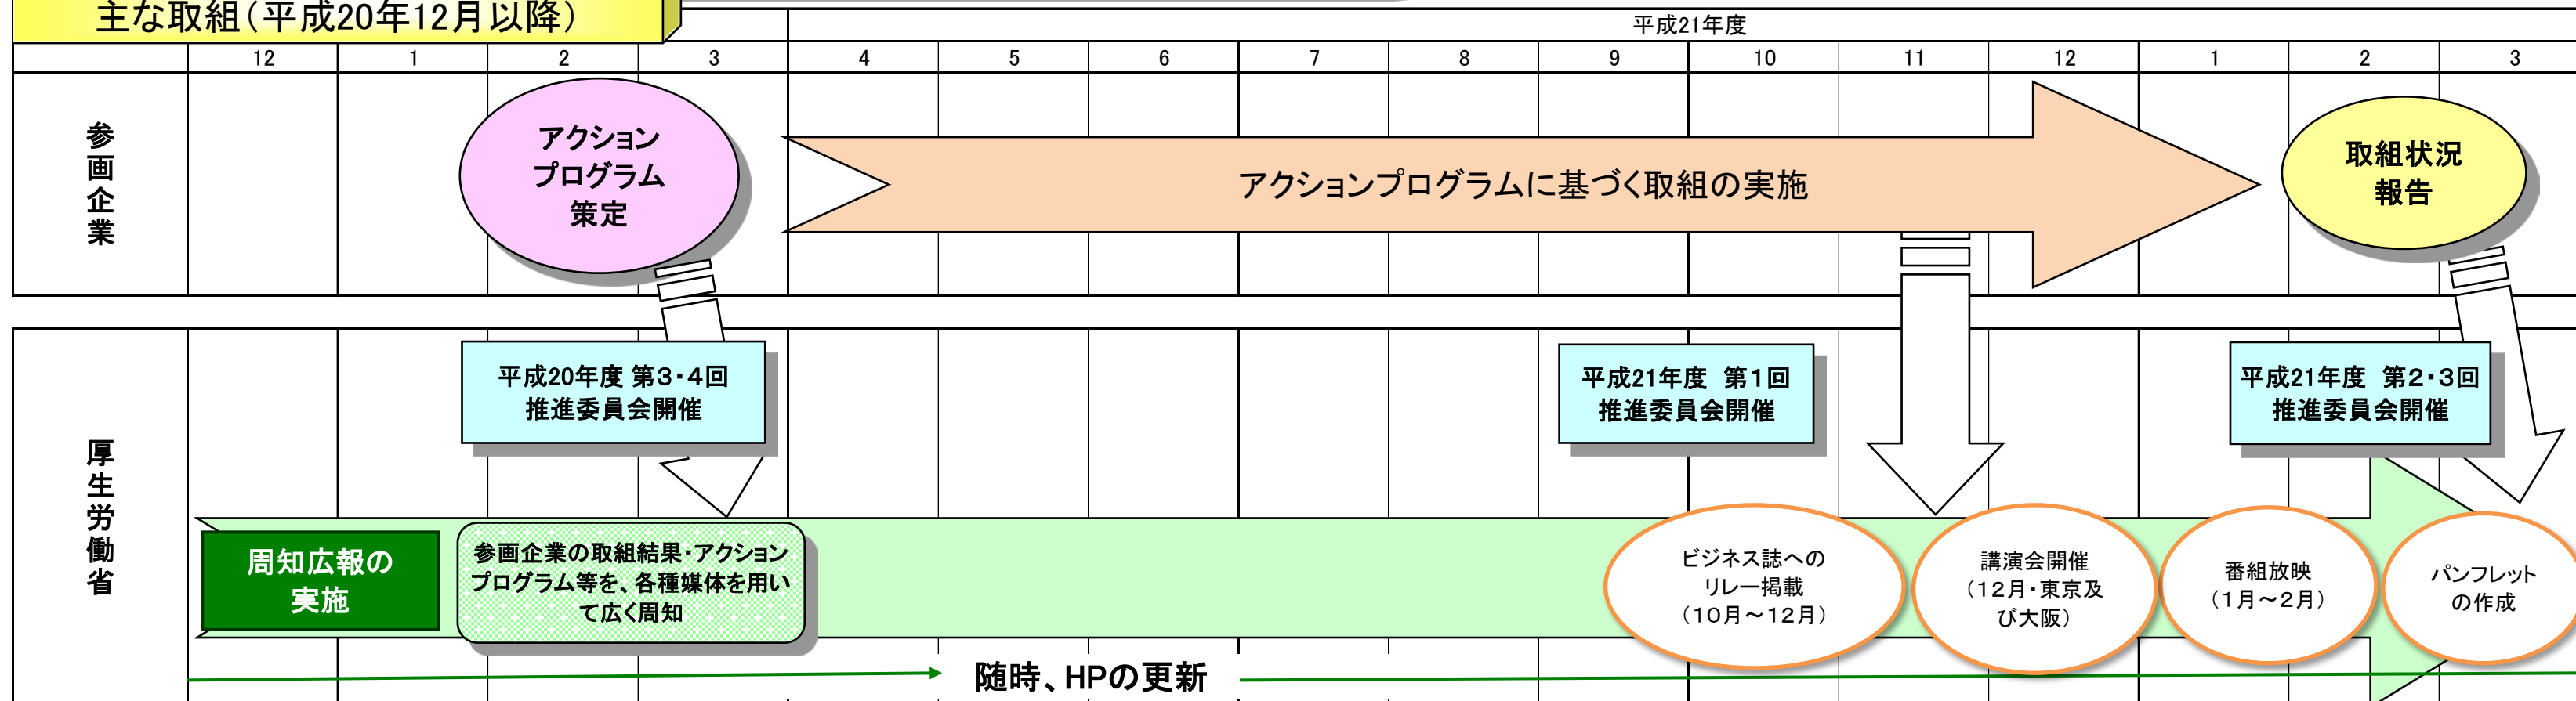 主な取組(平成20年12月以降)
平成21年度
12 1 2 3 4 5 6 7 8 9 10 11 12 1 2 3
参画企業
アクション
プログラム
策定
アクションプログラムに基づく取組の実施
取組状況
報告
厚生労働省
平成20年度 第3・4回
推進委員会開催
平成21年度 第1回
推進委員会開催
平成21年度 第2・3回
推進委員会開催
周知広報の
実施
参画企業の取組結果・アクション
プログラム等を、各種媒体を用い
て広く周知
ビジネス誌への
リレー掲載
(10月~12月)
講演会開催
(12月・東京及
び大阪)
番組放映
(1月~2月)
パンフレット
の作成
随時、HPの更新